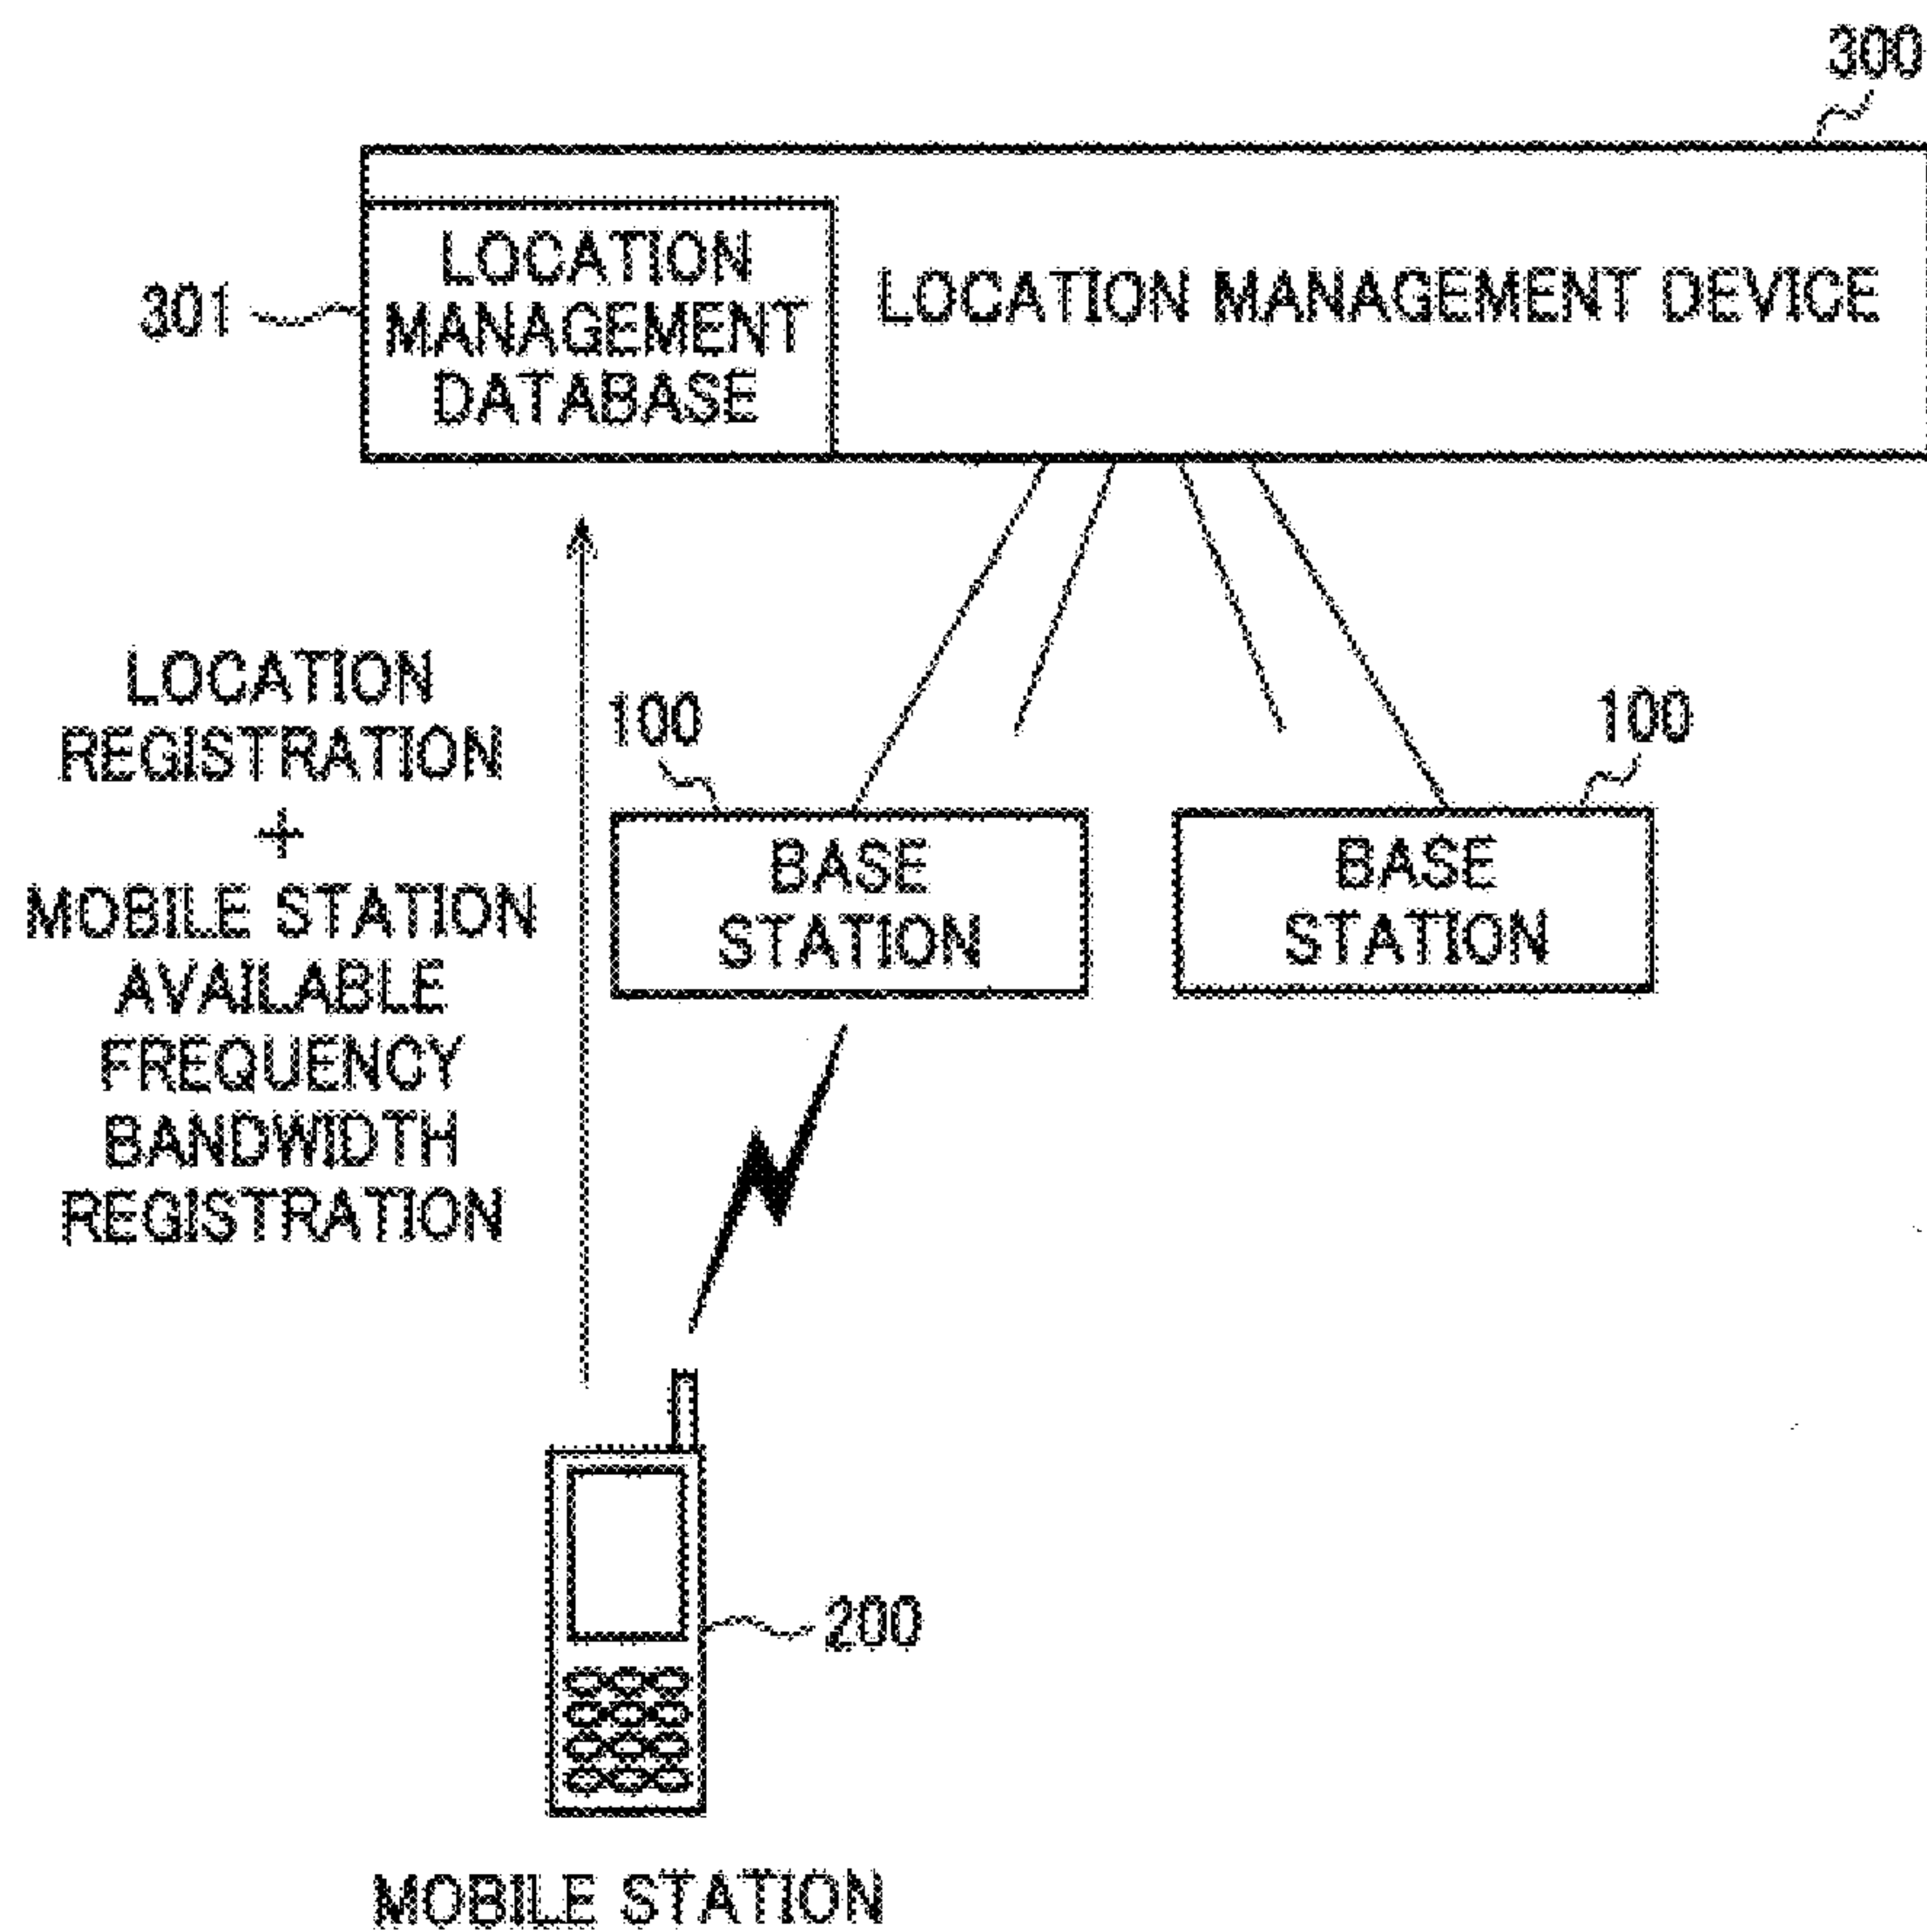 300
301
LOCATION
MANAGEMENT
DATABASE
LOCATION MANAGEMENT DEVICE
LOCATION
REGISTRATION
+
MOBILE STATION
AVAILABLE
FREQUENCY
BANDWIDTH
REGISTRATION
100
BASE
STATION
100
BASE
STATION
200
MOBILE STATION